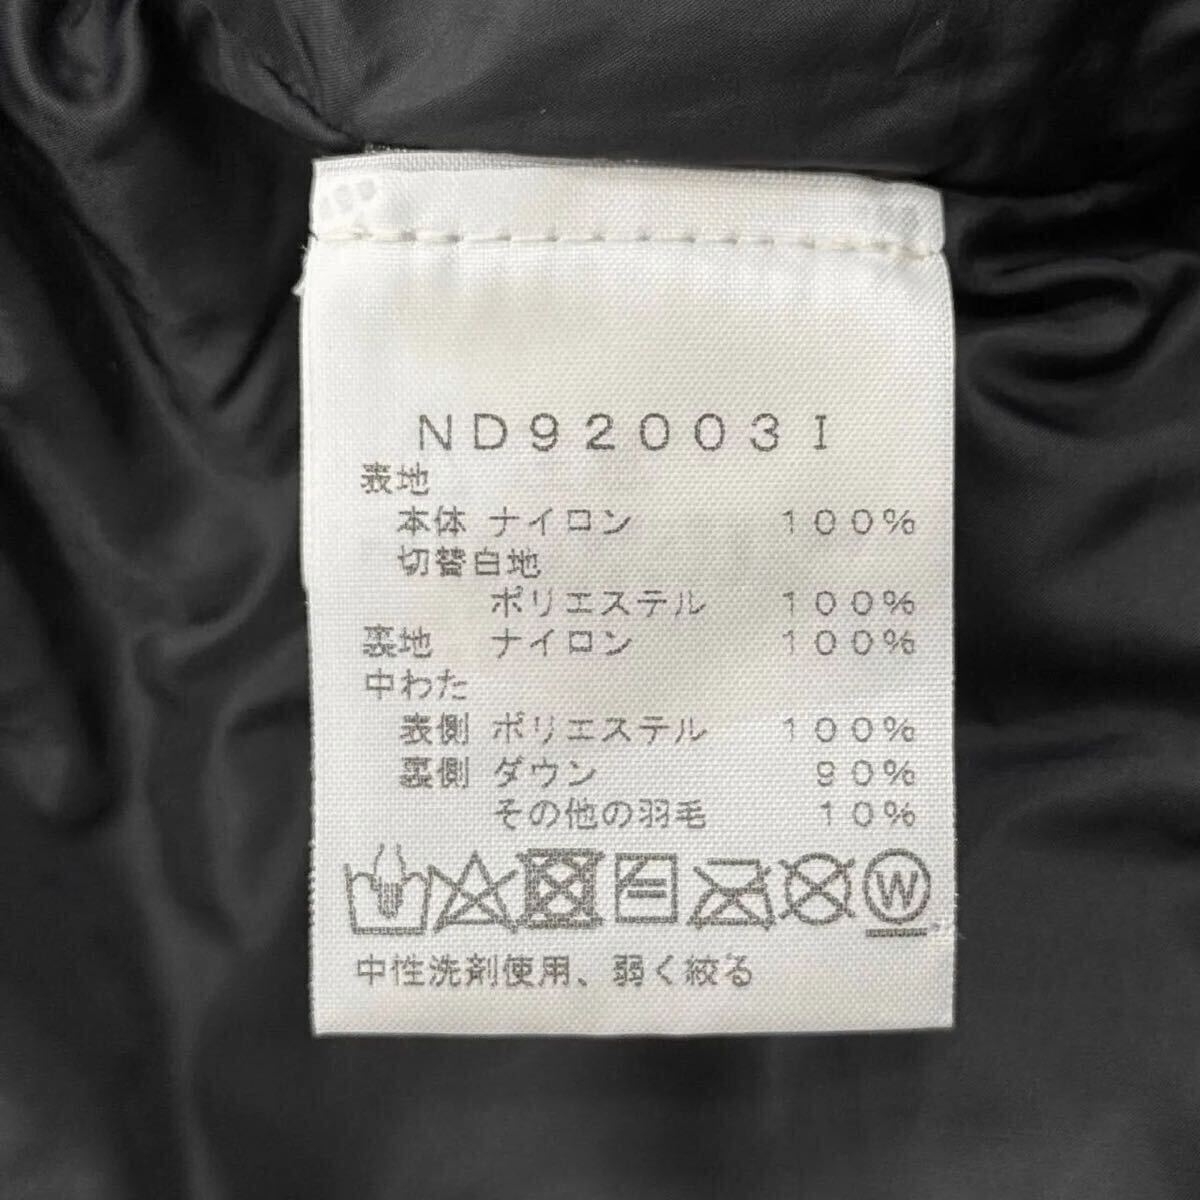 ND92003I
表地
本体 ナイロン 100%
切替白地
ポリエステル 100%
裏地 ナイロン 100%
中わた
表側 ポリエステル 100%
裏側 ダウン 90%
その他の羽毛 10%
W
中性洗剤使用、弱く絞る